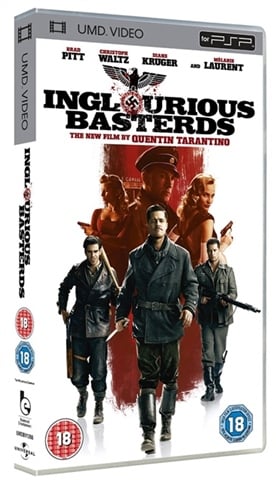 UMD. VIDEO
for PSP
BRAD PITT
CHRISTOPH WALTZ
DIANE KRUGER
AND MÉLANIE LAURENT
INGLOURIOUS
BASTERDS
THE NEW FILM BY QUENTIN TARANTINO
18
18
UMD. VIDEO
INGLOURIOUS BASTERDS
18
18
UNIVERSAL